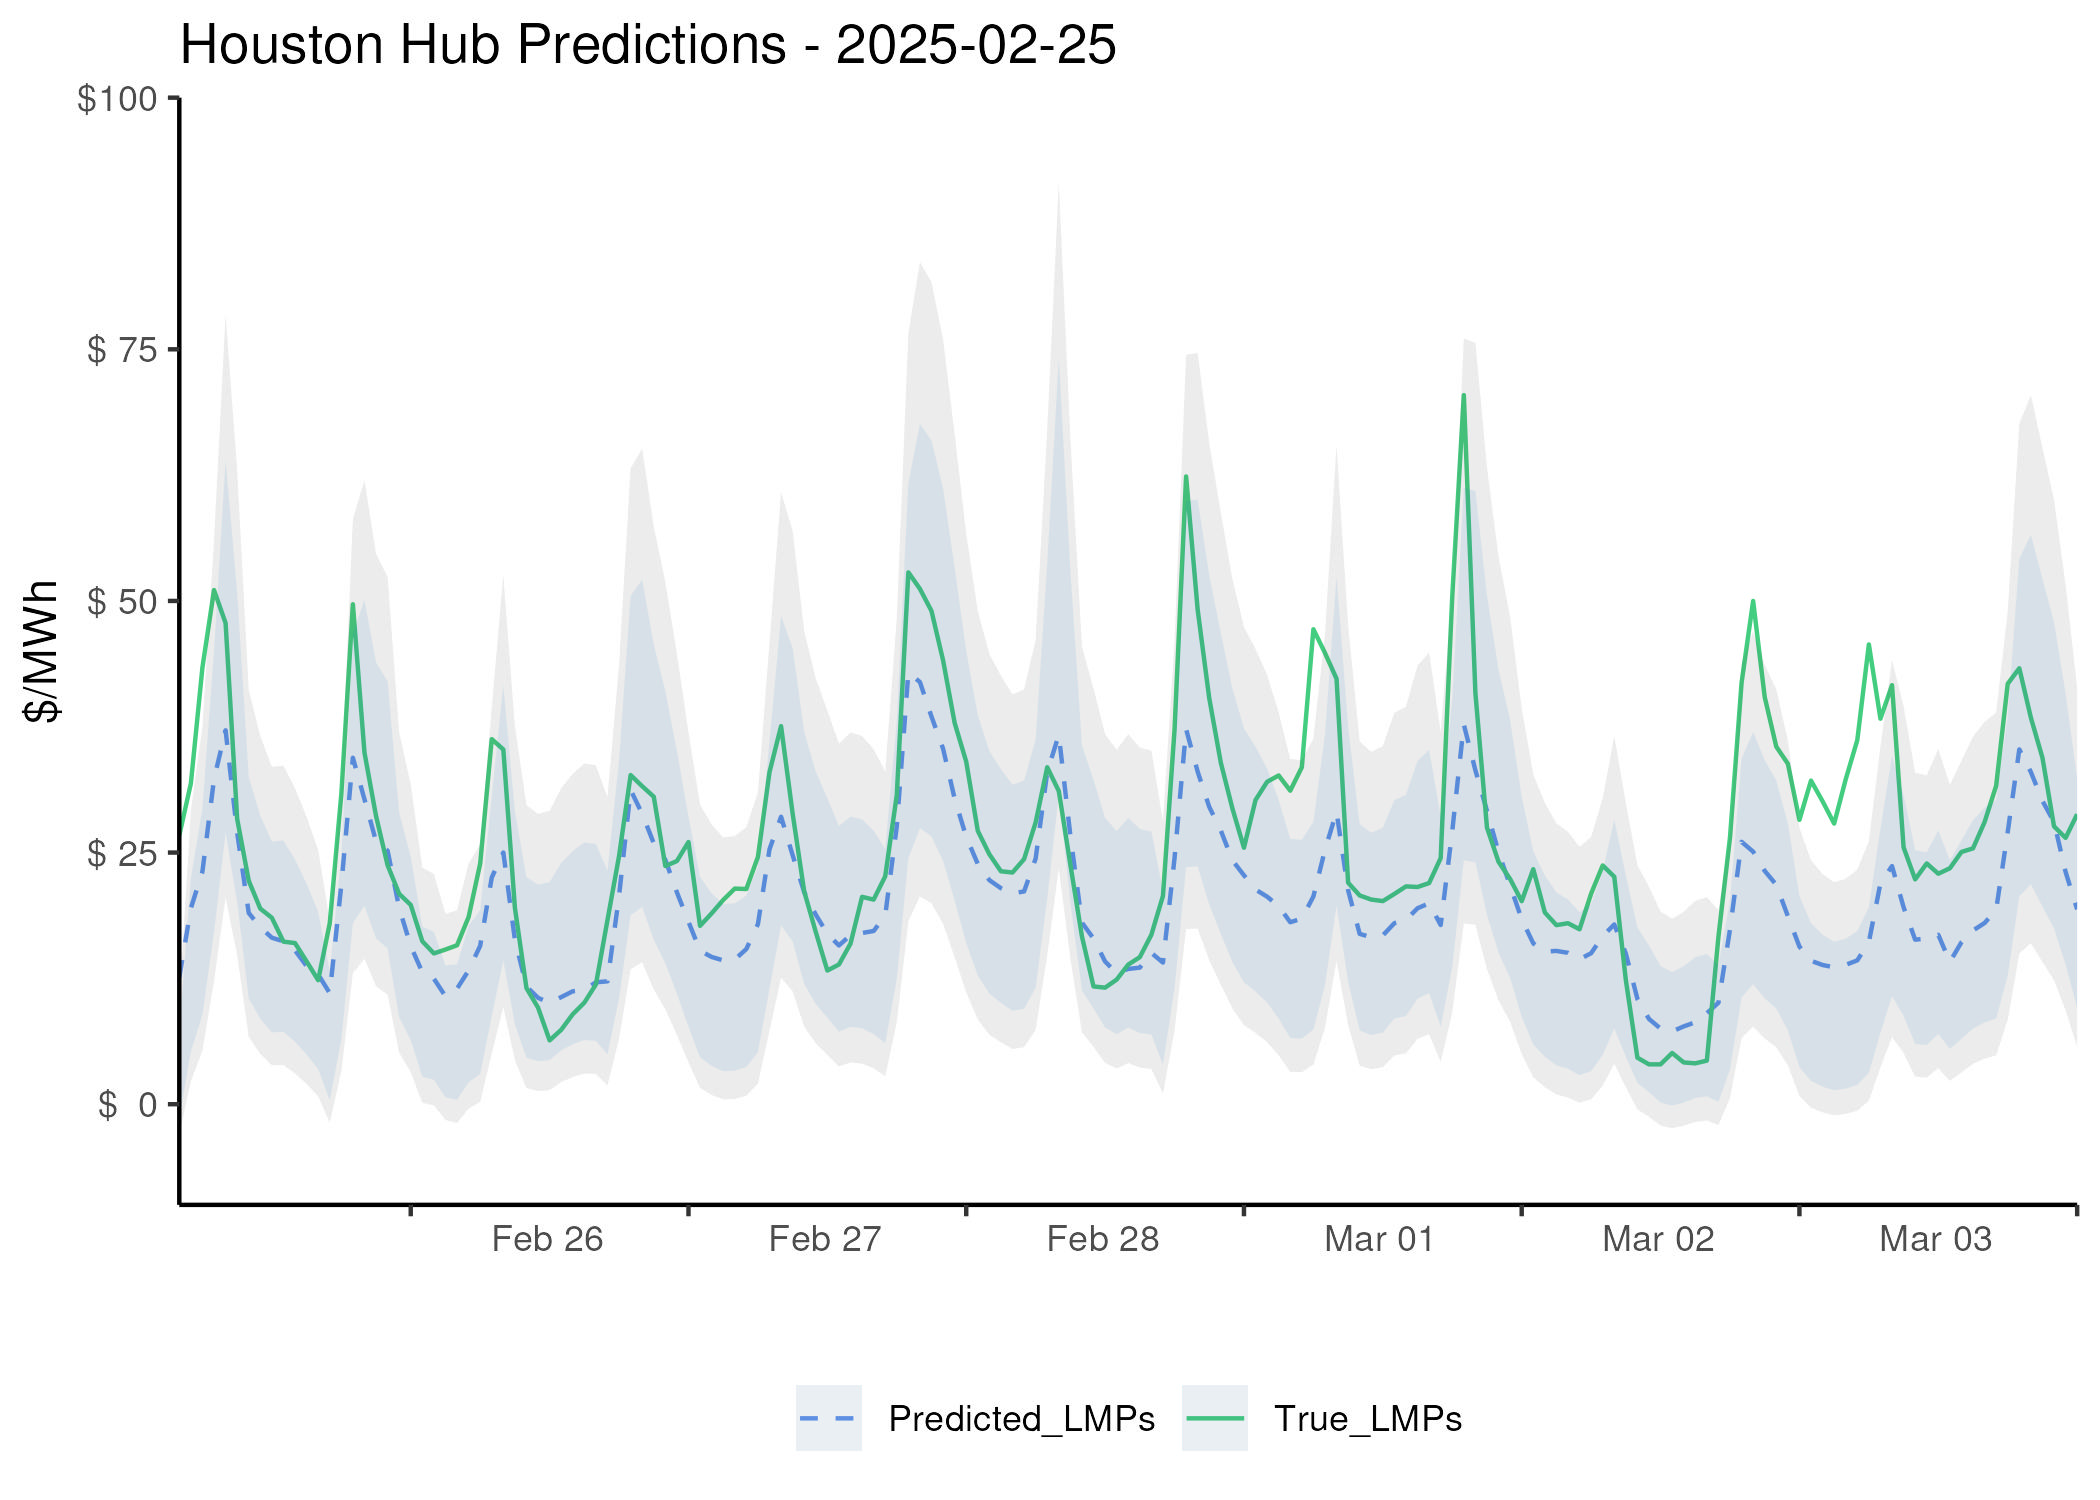 Houston Hub Predictions - 2025-02-25
$100
$ 75
$ 50
$ 25
$ 0
$/MWh
Feb 26
Feb 27
Feb 28
Mar 01
Mar 02
Mar 03
Predicted_LMPs
True_LMPs